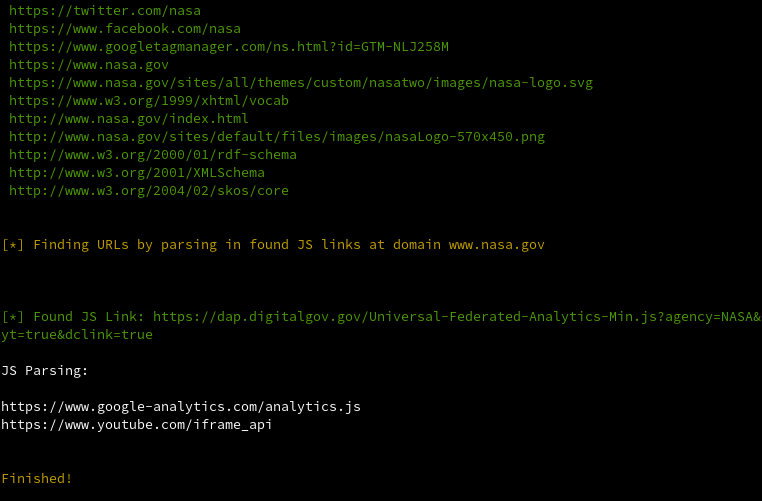 https://twitter.com/nasa
https://www.facebook.com/nasa
https://www.googletagmanager.com/ns.html?id=GTM-NLJ258M
https://www.nasa.gov
https://www.nasa.gov/sites/all/themes/custom/nasatwo/images/nasa-logo.svg
https://www.w3.org/1999/xhtml/vocab
http://www.nasa.gov/index.html
http://www.nasa.gov/sites/default/files/images/nasaLogo-570x450.png
http://www.w3.org/2000/01/rdf-schema
http://www.w3.org/2001/XMLSchema
http://www.w3.org/2004/02/skos/core
[*] Finding URLs by parsing in found JS links at domain www.nasa.gov
[*] Found JS Link: https://dap.digitalgov.gov/Universal-Federated-Analytics-Min.js?agency=NASA&
yt=true&dclink=true
JS Parsing:
https://www.google-analytics.com/analytics.js
https://www.youtube.com/iframe_api
Finished!